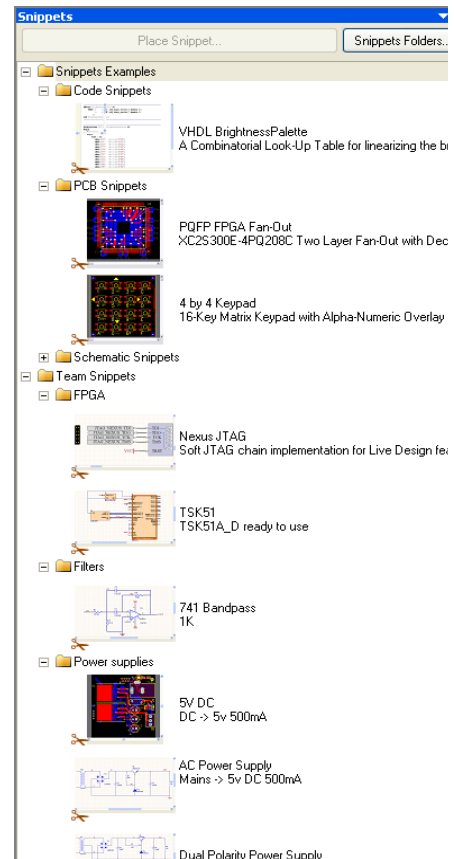 Snippets
Place Snippet...
Snippets Folders..
Snippets Examples
Code Snippets
VHDL BrightnessPalette
A Combinatorial Look-Up Table for linearizing the br
PCB Snippets
PQFP FPGA Fan-Out
XC2S300E-4PQ208C Two Layer Fan-Out with Dec
4 by 4 Keypad
16-Key Matrix Keypad with Alpha-Numeric Overlay
Schematic Snippets
Team Snippets
FPGA
Nexus JTAG
Soft JTAG chain implementation for Live Design fea
TSK51
TSK51A_D ready to use
Filters
741 Bandpass
1K
Power supplies
5V DC
DC -> 5v 500mA
AC Power Supply
Mains -> 5v DC 500mA
Dual Polarity Power Supply